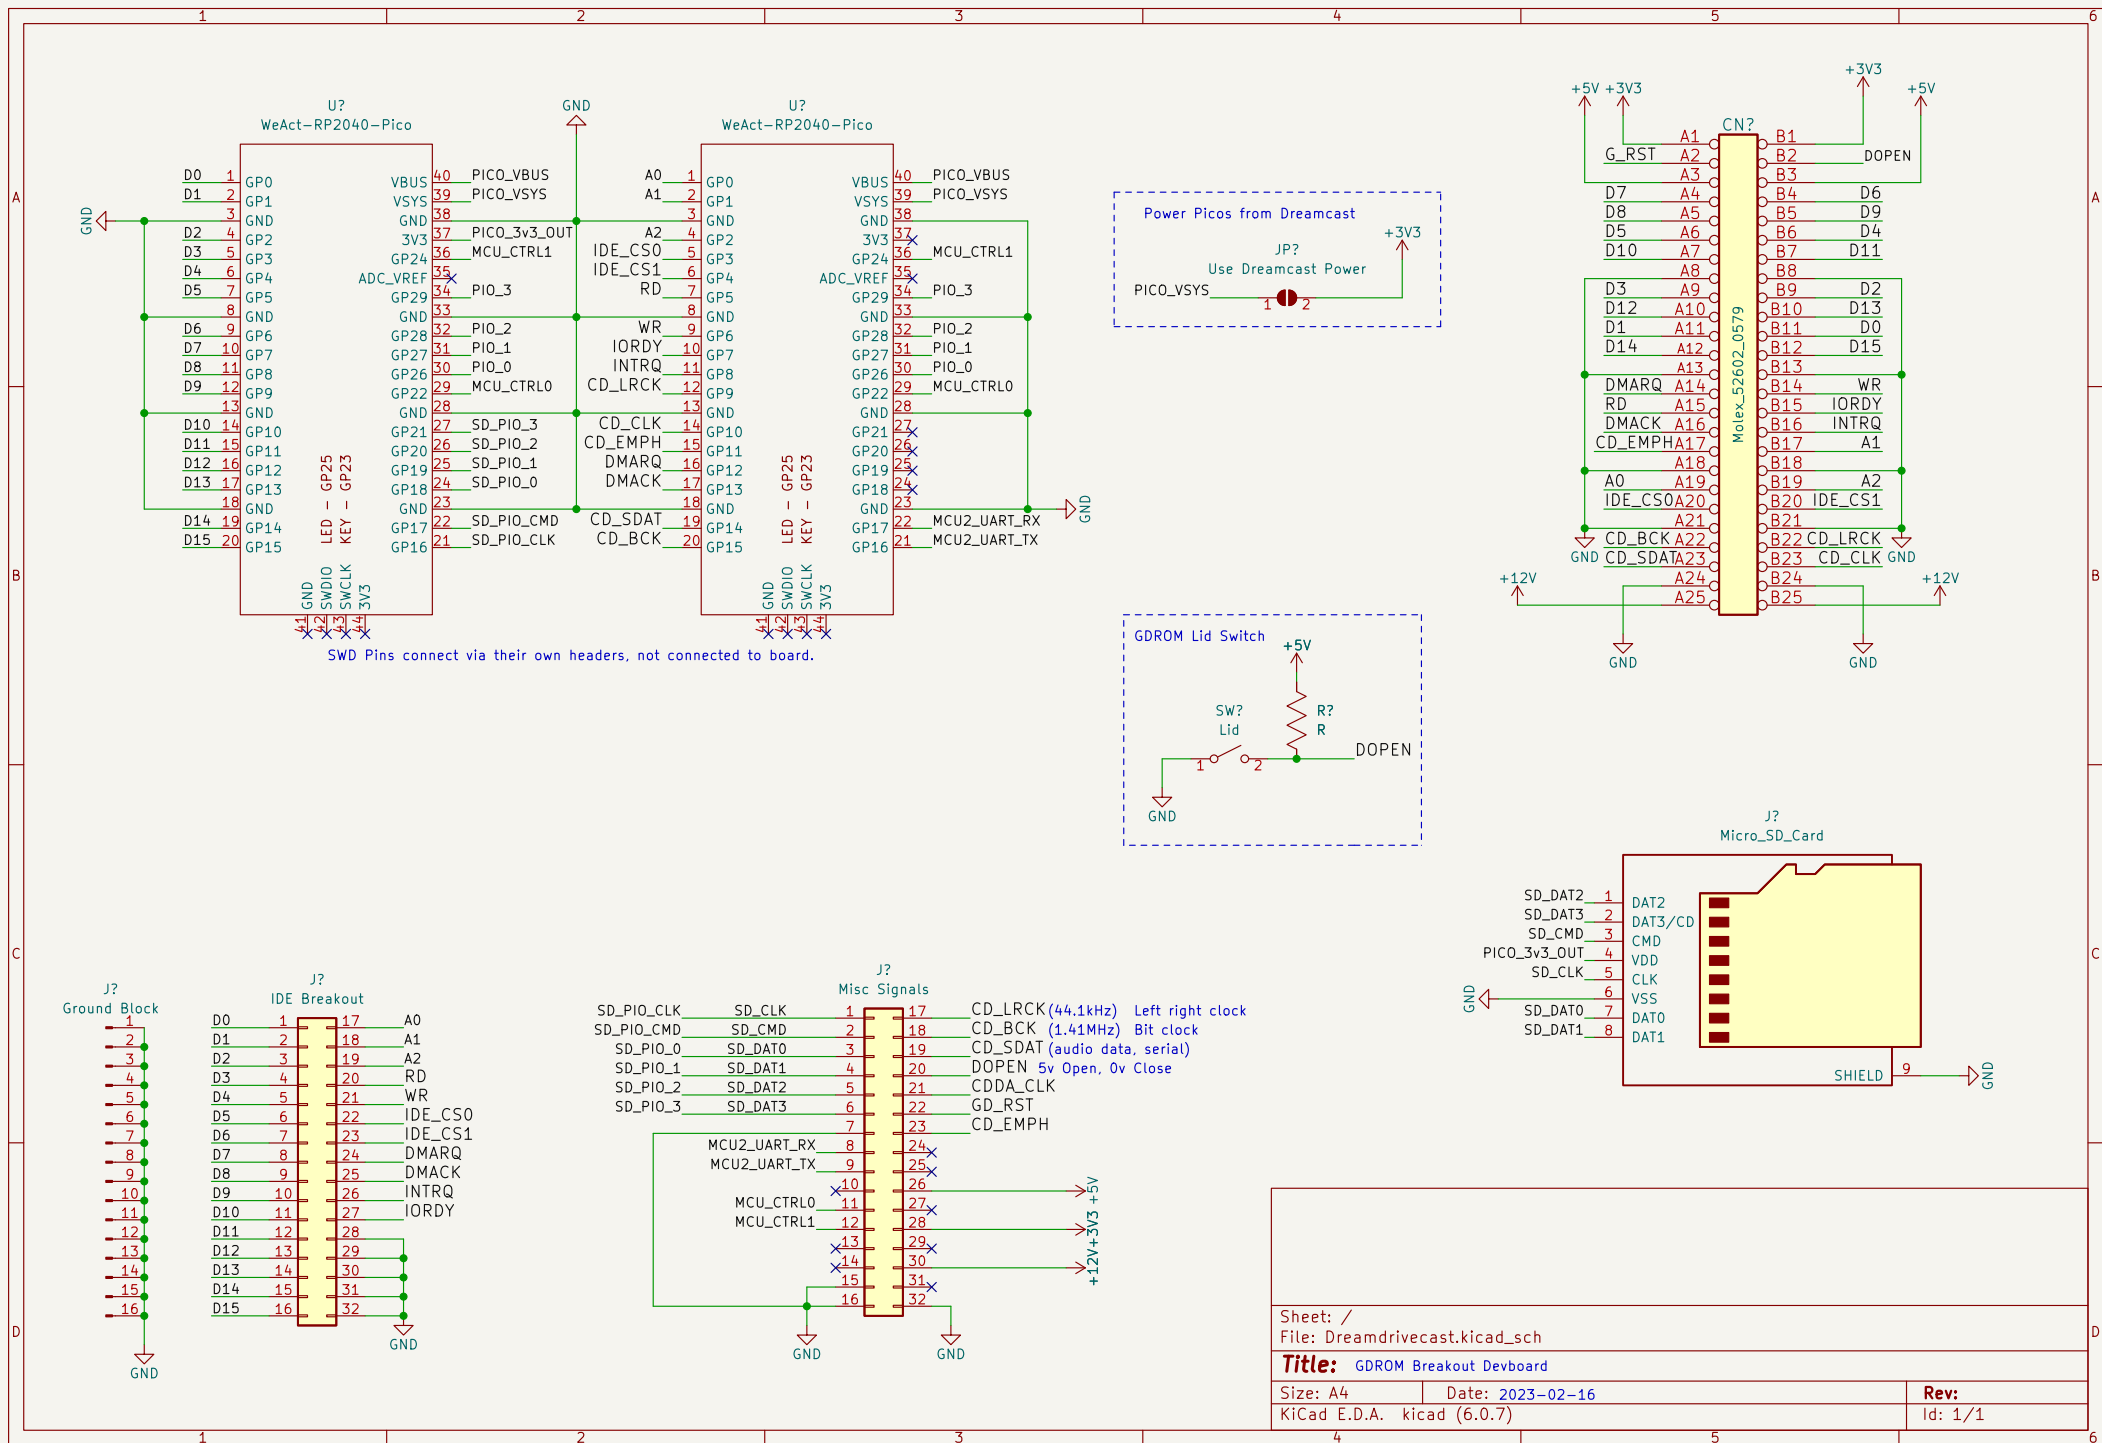 1 2 3 4 5 6
A
B
C
D
U?
WeAct-RP2040-Pico
D0 1 GP0 VBUS 40 PICO_VBUS
D1 2 GP1 VSYS 39 PICO_VSYS
GND 3 GND GND 38
D2 4 GP2 3V3 37 PICO_3v3_OUT
D3 5 GP3 GP24 36 MCU_CTRL1
D4 6 GP4 ADC_VREF 35
D5 7 GP5 GP29 34 PIO_3
8 GND GND 33
D6 9 GP6 GP28 32 PIO_2
D7 10 GP7 GP27 31 PIO_1
D8 11 GP8 GP26 30 PIO_0
D9 12 GP9 GP22 29 MCU_CTRL0
13 GND GND 28
D10 14 GP10 GP21 27 SD_PIO_3
D11 15 GP11 GP20 26 SD_PIO_2
D12 16 GP12 GP19 25 SD_PIO_1
D13 17 GP13 GP18 24 SD_PIO_0
18 GND GND 23
D14 19 GP14 GP17 22 SD_PIO_CMD
D15 20 GP15 GP16 21 SD_PIO_CLK
LED - GP25
KEY - GP23
GND SWDIO SWCLK 3V3
41 42 43 44
GND
U?
WeAct-RP2040-Pico
A0 1 GP0 VBUS 40 PICO_VBUS
A1 2 GP1 VSYS 39 PICO_VSYS
3 GND GND 38
A2 4 GP2 3V3 37
IDE_CS0 5 GP3 GP24 36 MCU_CTRL1
IDE_CS1 6 GP4 ADC_VREF 35
RD 7 GP5 GP29 34 PIO_3
8 GND GND 33
WR 9 GP6 GP28 32 PIO_2
IORDY 10 GP7 GP27 31 PIO_1
INTRQ 11 GP8 GP26 30 PIO_0
CD_LRCK 12 GP9 GP22 29 MCU_CTRL0
13 GND GND 28
CD_CLK 14 GP10 GP21 27
CD_EMPH 15 GP11 GP20 26
DMARQ 16 GP12 GP19 25
DMACK 17 GP13 GP18 24
18 GND GND 23 GND
CD_SDAT 19 GP14 GP17 22 MCU2_UART_RX
CD_BCK 20 GP15 GP16 21 MCU2_UART_TX
LED - GP25
KEY - GP23
GND SWDIO SWCLK 3V3
41 42 43 44
SWD Pins connect via their own headers, not connected to board.
Power Picos from Dreamcast
+3V3
JP?
Use Dreamcast Power
PICO_VSYS 1 2
GDROM Lid Switch
+5V
SW?
Lid
R?
R
1 2 DOPEN
GND
+5V +3V3 +3V3 +5V
CN?
Molex_52602_0579
A1 B1
G_RST A2 B2 DOPEN
A3 B3
D7 A4 B4 D6
D8 A5 B5 D9
D5 A6 B6 D4
D10 A7 B7 D11
A8 B8
D3 A9 B9 D2
D12 A10 B10 D13
D1 A11 B11 D0
D14 A12 B12 D15
A13 B13
DMARQ A14 B14 WR
RD A15 B15 IORDY
DMACK A16 B16 INTRQ
CD_EMPH A17 B17 A1
A18 B18
A0 A19 B19 A2
IDE_CS0 A20 B20 IDE_CS1
A21 B21
GND CD_BCK A22 B22 CD_LRCK GND
CD_SDAT A23 B23 CD_CLK
A24 B24
+12V A25 B25 +12V
GND GND
J?
Micro_SD_Card
SD_DAT2 1 DAT2
SD_DAT3 2 DAT3/CD
SD_CMD 3 CMD
PICO_3v3_OUT 4 VDD
SD_CLK 5 CLK
GND 6 VSS
SD_DAT0 7 DAT0
SD_DAT1 8 DAT1
SHIELD 9 GND
J?
Ground Block
1
2
3
4
5
6
7
8
9
10
11
12
13
14
15
16
GND
J?
IDE Breakout
D0 1 17 A0
D1 2 18 A1
D2 3 19 A2
D3 4 20 RD
D4 5 21 WR
D5 6 22 IDE_CS0
D6 7 23 IDE_CS1
D7 8 24 DMARQ
D8 9 25 DMACK
D9 10 26 INTRQ
D10 11 27 IORDY
D11 12 28
D12 13 29
D13 14 30
D14 15 31
D15 16 32
GND
J?
Misc Signals
SD_PIO_CLK SD_CLK 1 17 CD_LRCK (44.1kHz) Left right clock
SD_PIO_CMD SD_CMD 2 18 CD_BCK (1.41MHz) Bit clock
SD_PIO_0 SD_DAT0 3 19 CD_SDAT (audio data, serial)
SD_PIO_1 SD_DAT1 4 20 DOPEN 5v Open, 0v Close
SD_PIO_2 SD_DAT2 5 21 CDDA_CLK
SD_PIO_3 SD_DAT3 6 22 GD_RST
7 23 CD_EMPH
MCU2_UART_RX 8 24
MCU2_UART_TX 9 25
10 26 +5V
MCU_CTRL0 11 27
MCU_CTRL1 12 28 +3V3
13 29
14 30 +12V
15 31
16 32
GND GND
Sheet: /
File: Dreamdrivecast.kicad_sch
Title: GDROM Breakout Devboard
Size: A4 Date: 2023-02-16 Rev:
KiCad E.D.A. kicad (6.0.7) Id: 1/1
1 2 3 4 5 6
A
B
C
D